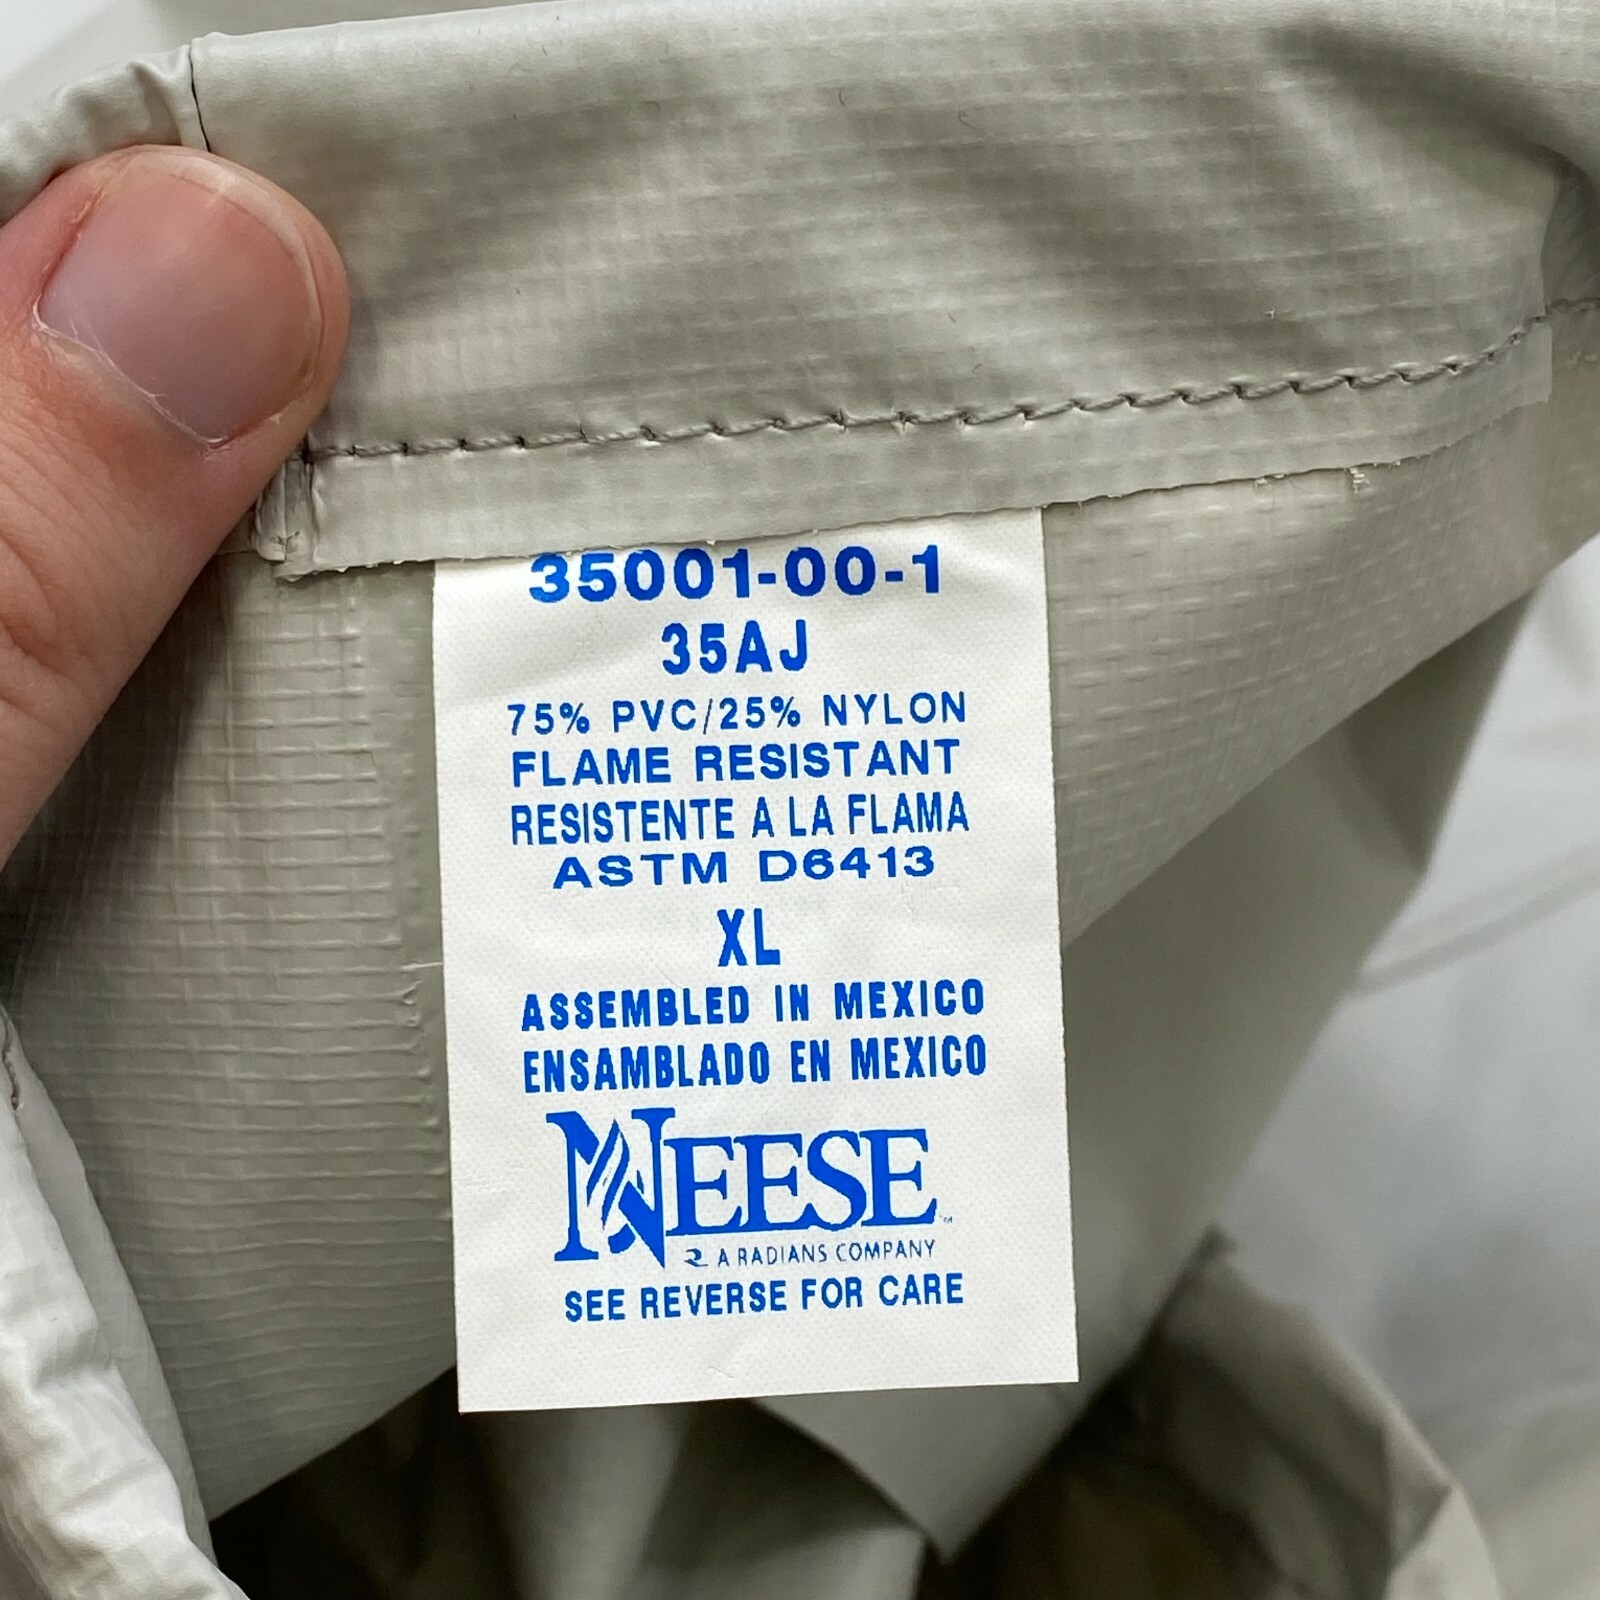 35001-00-1
35AJ
75% PVC/25% NYLON
FLAME RESISTANT
RESISTENTE A LA FLAMA
ASTM D6413
XL
ASSEMBLED IN MEXICO
ENSAMBLADO EN MEXICO
NEESE™
A RADIANS COMPANY
SEE REVERSE FOR CARE